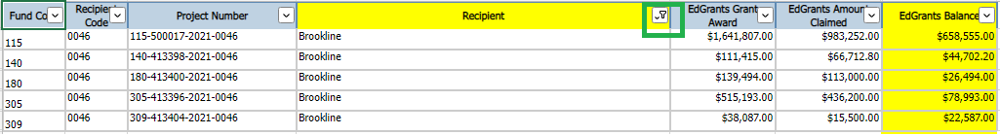 Fund Co Recipien Code Project Number Recipient EdGrants Grant Award EdGrants Amoun Claimed EdGrants Balance
115 0046 115-500017-2021-0046 Brookline $1,641,807.00 $983,252.00 $658,555.00
140 0046 140-413398-2021-0046 Brookline $111,415.00 $66,712.80 $44,702.20
180 0046 180-413400-2021-0046 Brookline $139,494.00 $113,000.00 $26,494.00
305 0046 305-413396-2021-0046 Brookline $515,193.00 $436,200.00 $78,993.00
309 0046 309-413404-2021-0046 Brookline $38,087.00 $15,500.00 $22,587.00